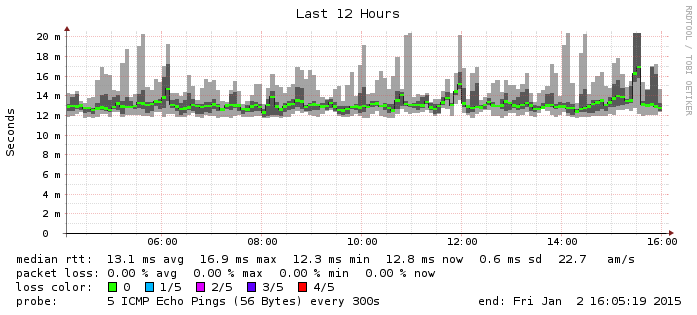 Last 12 Hours
RRDTOOL / TOBI OETIKER
Seconds
20 m
18 m
16 m
14 m
12 m
10 m
8 m
6 m
4 m
2 m
0
06:00 08:00 10:00 12:00 14:00 16:00
median rtt: 13.1 ms avg 16.9 ms max 12.3 ms min 12.8 ms now 0.6 ms sd 22.7 am/s
packet loss: 0.00 % avg 0.00 % max 0.00 % min 0.00 % now
loss color: 0 1/5 2/5 3/5 4/5
probe: 5 ICMP Echo Pings (56 Bytes) every 300s end: Fri Jan 2 16:05:19 2015